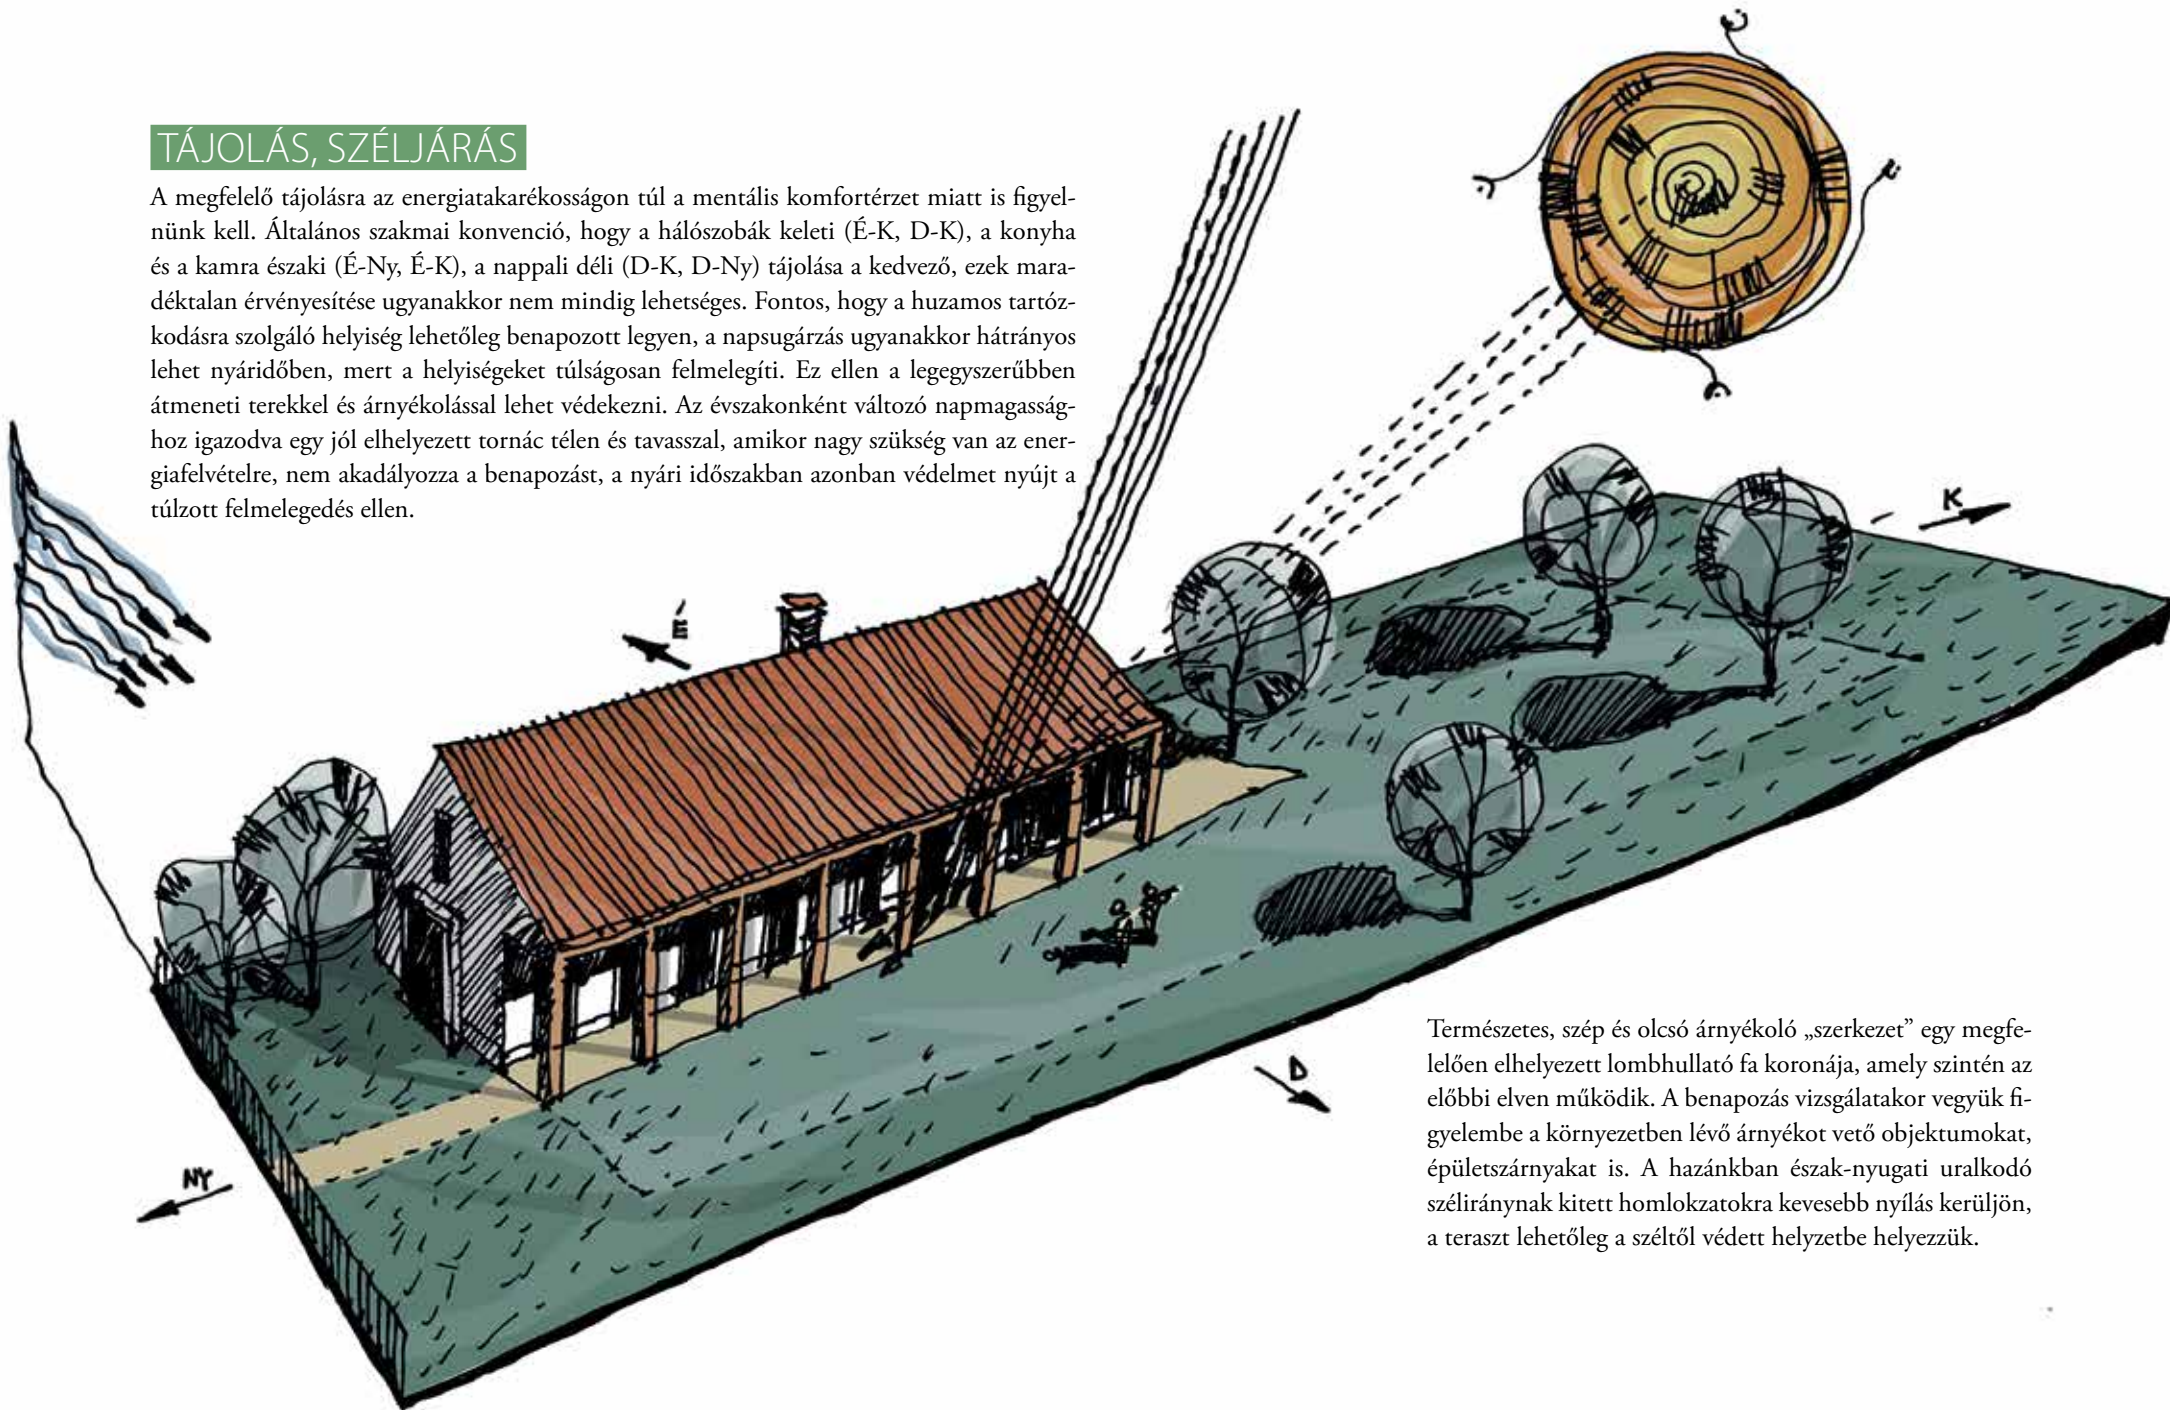 TÁJOLÁS, SZÉLJÁRÁS
A megfelelő tájolásra az energiatakarékosságon túl a mentális komfortérzet miatt is figyel-
nünk kell. Általános szakmai konvenció, hogy a hálószobák keleti (É-K, D-K), a konyha
és a kamra északi (É-Ny, É-K), a nappali déli (D-K, D-Ny) tájolása a kedvező, ezek mara-
déktalan érvényesítése ugyanakkor nem mindig lehetséges. Fontos, hogy a huzamos tartóz-
kodásra szolgáló helyiség lehetőleg benapozott legyen, a napsugárzás ugyanakkor hátrányos
lehet nyáridőben, mert a helyiségeket túlságosan felmelegíti. Ez ellen a legegyszerűbben
átmeneti terekkel és árnyékolással lehet védekezni. Az évszakonként változó napmagasság-
hoz igazodva egy jól elhelyezett tornác télen és tavasszal, amikor nagy szükség van az ener-
giafelvételre, nem akadályozza a benapozást, a nyári időszakban azonban védelmet nyújt a
túlzott felmelegedés ellen.
K
É
D
NY
Természetes, szép és olcsó árnyékoló „szerkezet” egy megfe-
lelően elhelyezett lombhullató fa koronája, amely szintén az
előbbi elven működik. A benapozás vizsgálatakor vegyük fi-
gyelembe a környezetben lévő árnyékot vető objektumokat,
épületszárnyakat is. A hazánkban észak-nyugati uralkodó
széliránynak kitett homlokzatokra kevesebb nyílás kerüljön,
a teraszt lehetőleg a széltől védett helyzetbe helyezzük.